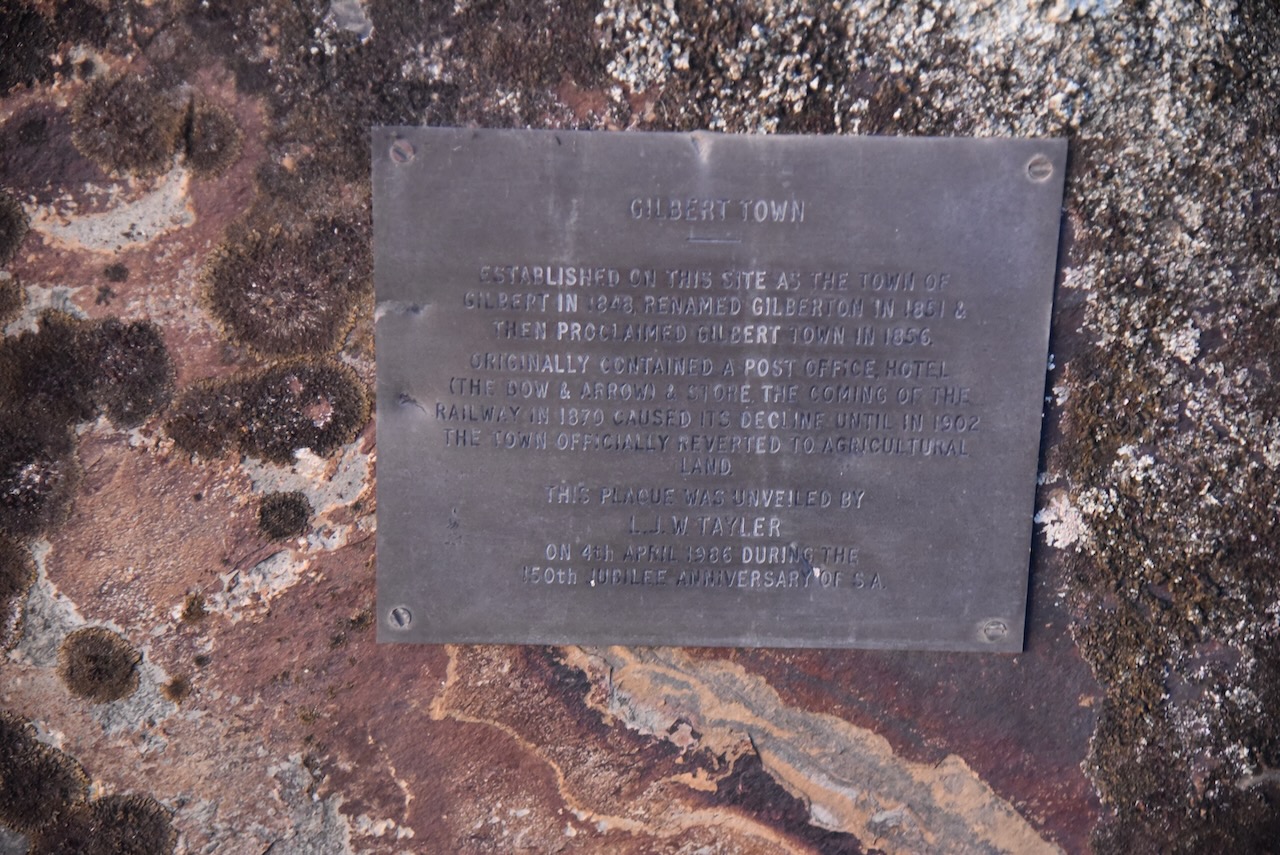 GILBERT TOWN
ESTABLISHED ON THIS SITE AS THE TOWN OF
GILBERT IN 1848, RENAMED GILBERTON IN 1851 &
THEN PROCLAIMED GILBERT TOWN IN 1856.
ORIGINALLY CONTAINED A POST OFFICE, HOTEL
(THE BOW & ARROW) & STORE. THE COMING OF THE
RAILWAY IN 1870 CAUSED ITS DECLINE UNTIL IN 1902
THE TOWN OFFICIALLY REVERTED TO AGRICULTURAL
LAND.
THIS PLAQUE WAS UNVEILED BY
L.J.W. TAYLER
ON 4th APRIL 1986 DURING THE
150th JUBILEE ANNIVERSARY OF S.A.